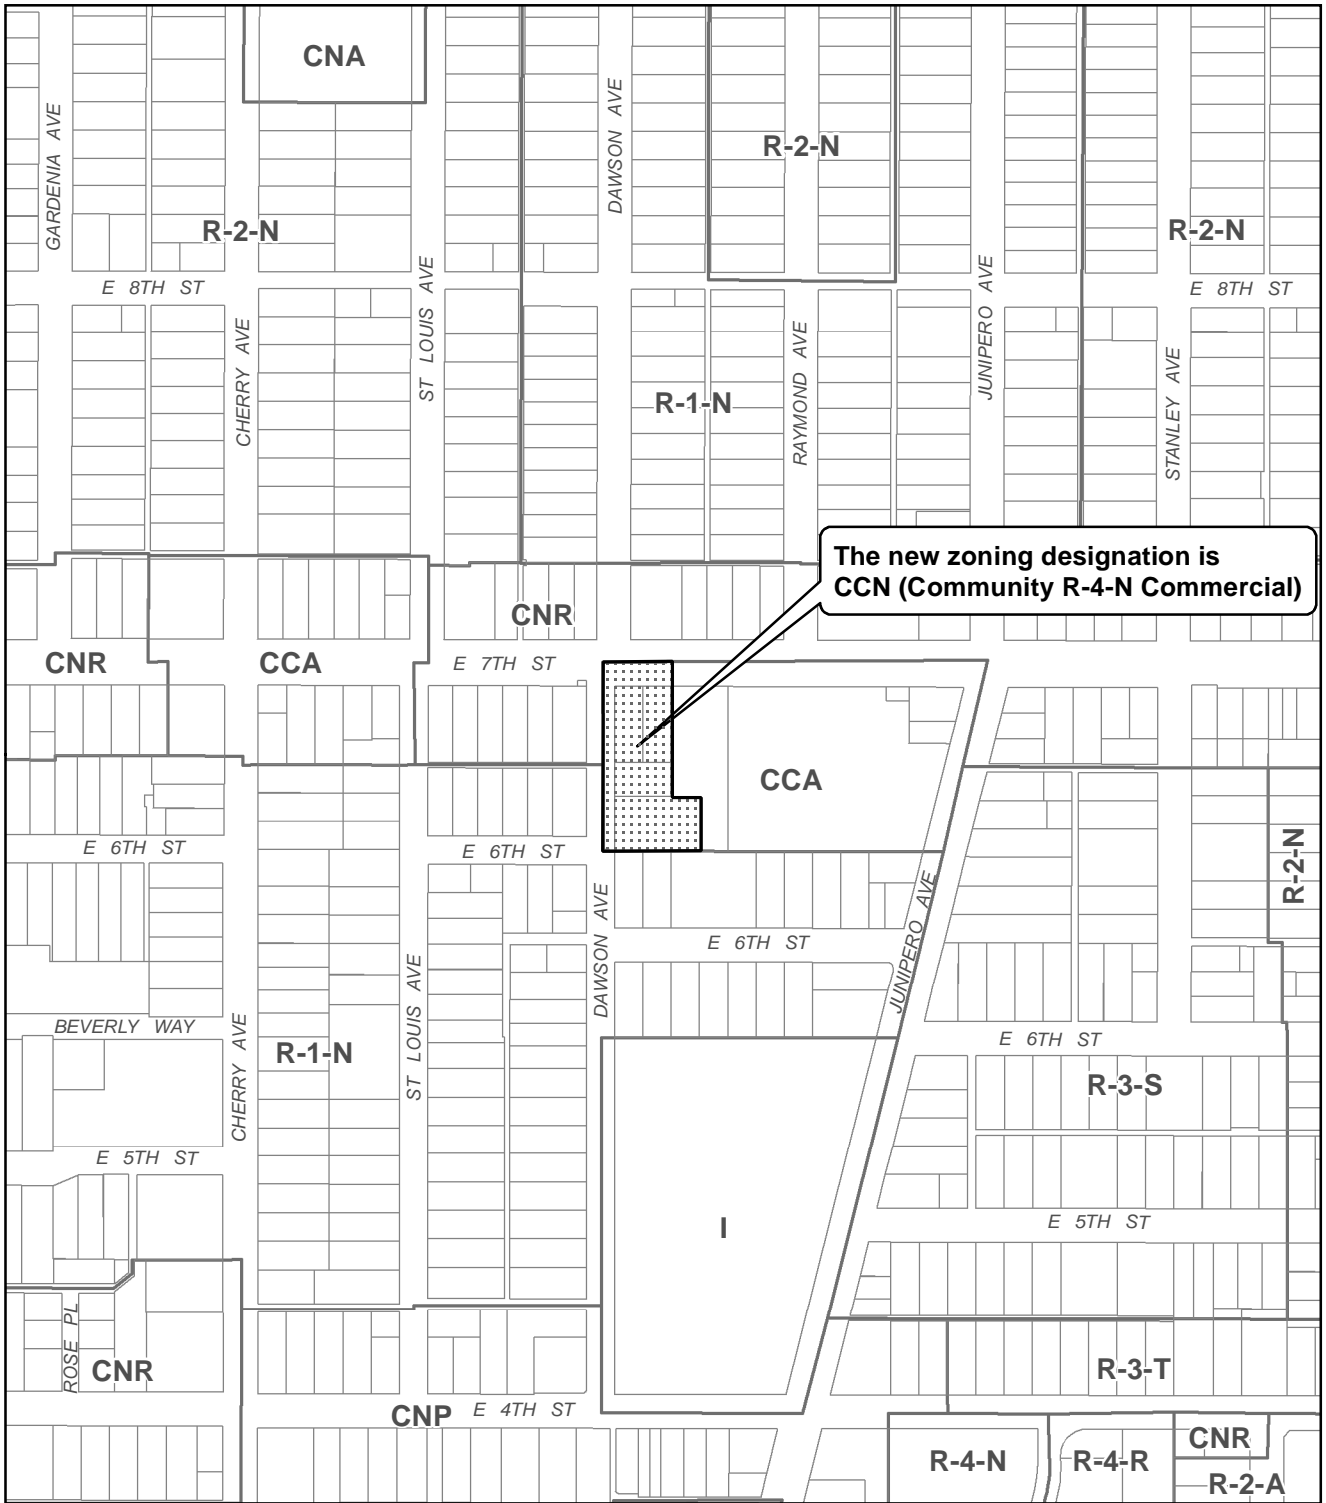 CNA
GARDENIA AVE
DAWSON AVE
R-2-N
R-2-N
R-2-N
E 8TH ST
ST LOUIS AVE
JUNIPERO AVE
E 8TH ST
CHERRY AVE
RAYMOND AVE
STANLEY AVE
R-1-N
The new zoning designation is
CCN (Community R-4-N Commercial)
CNR
CNR
CCA
E 7TH ST
CCA
E 6TH ST
E 6TH ST
R-2-N
DAWSON AVE
E 6TH ST
JUNIPERO AVE
ST LOUIS AVE
BEVERLY WAY
CHERRY AVE
R-1-N
E 6TH ST
R-3-S
E 5TH ST
I
E 5TH ST
ROSE PL
CNR
R-3-T
CNP
E 4TH ST
CNR
R-4-N
R-4-R
R-2-A